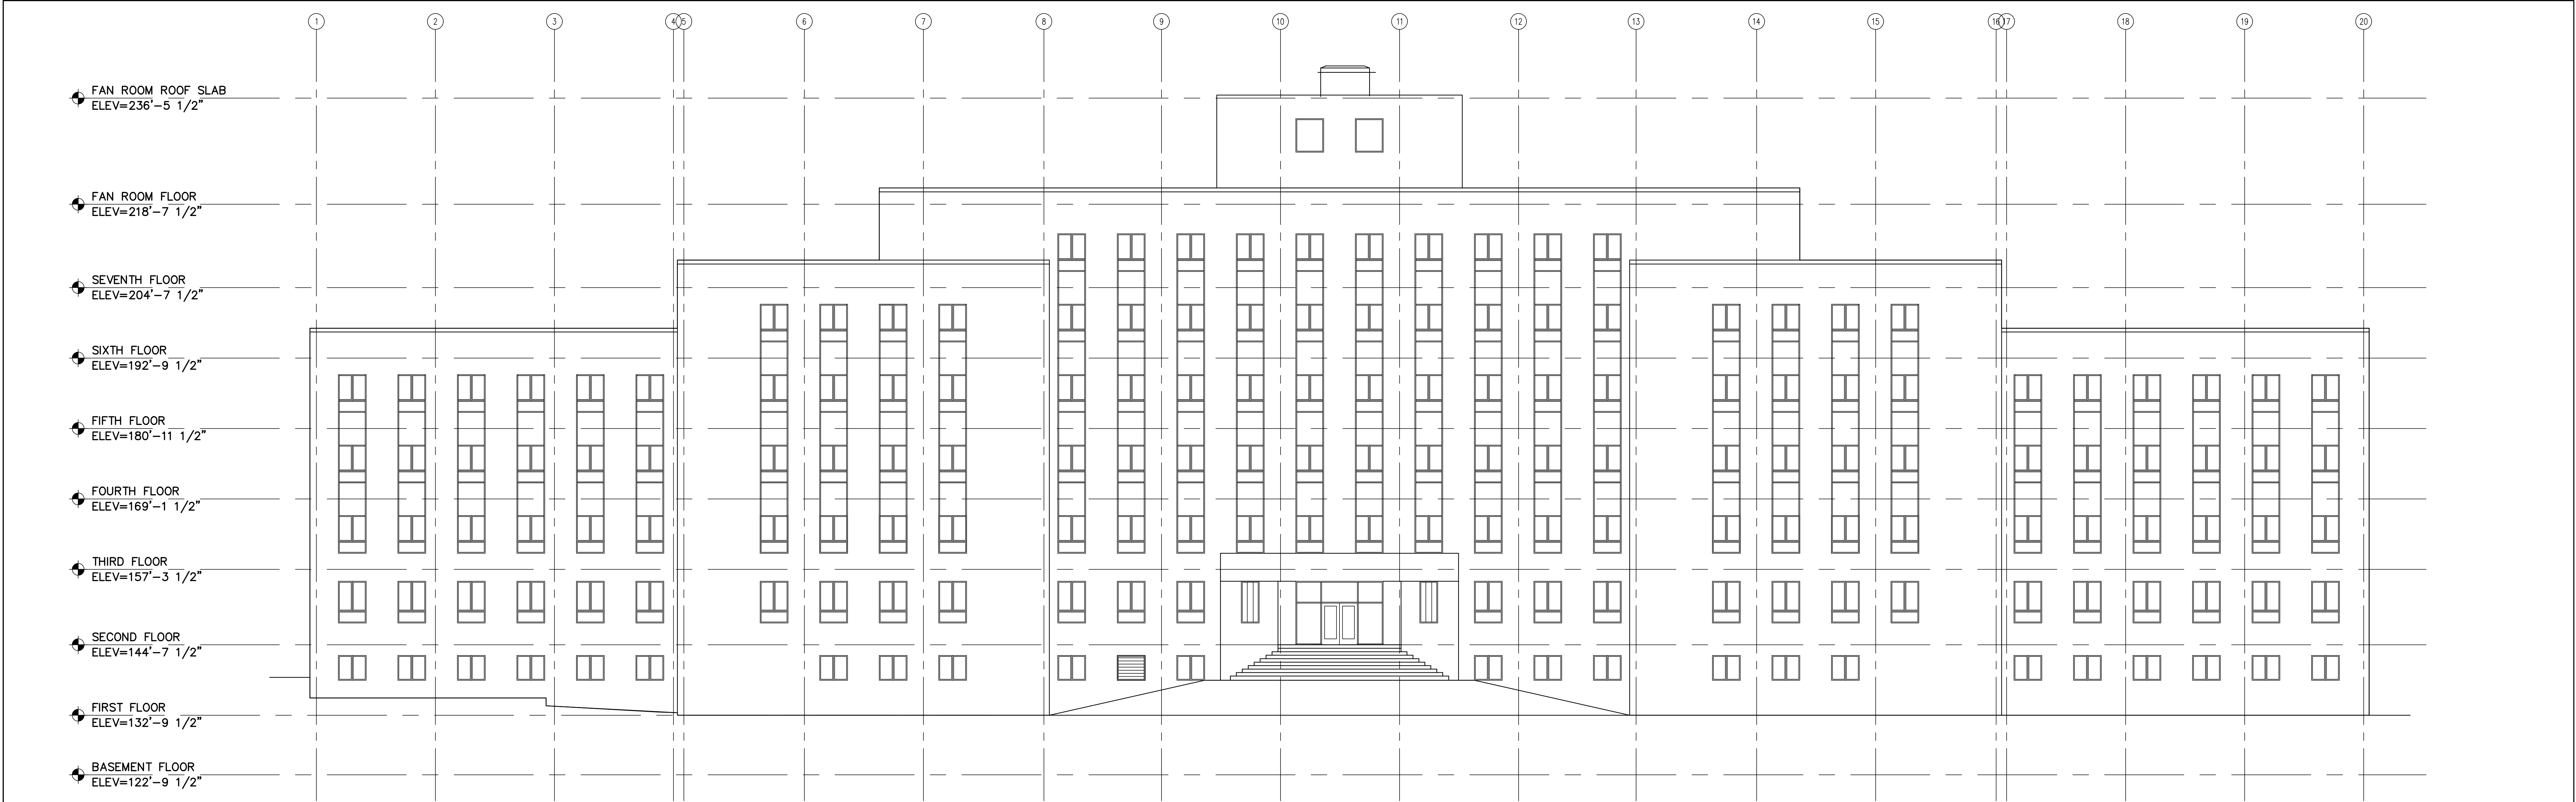 1 2 3 4 5 6 7 8 9 10 11 12 13 14 15 16 17 18 19 20
FAN ROOM ROOF SLAB
ELEV=236'-5 1/2"
FAN ROOM FLOOR
ELEV=218'-7 1/2"
SEVENTH FLOOR
ELEV=204'-7 1/2"
SIXTH FLOOR
ELEV=192'-9 1/2"
FIFTH FLOOR
ELEV=180'-11 1/2"
FOURTH FLOOR
ELEV=169'-1 1/2"
THIRD FLOOR
ELEV=157'-3 1/2"
SECOND FLOOR
ELEV=144'-7 1/2"
FIRST FLOOR
ELEV=132'-9 1/2"
BASEMENT FLOOR
ELEV=122'-9 1/2"